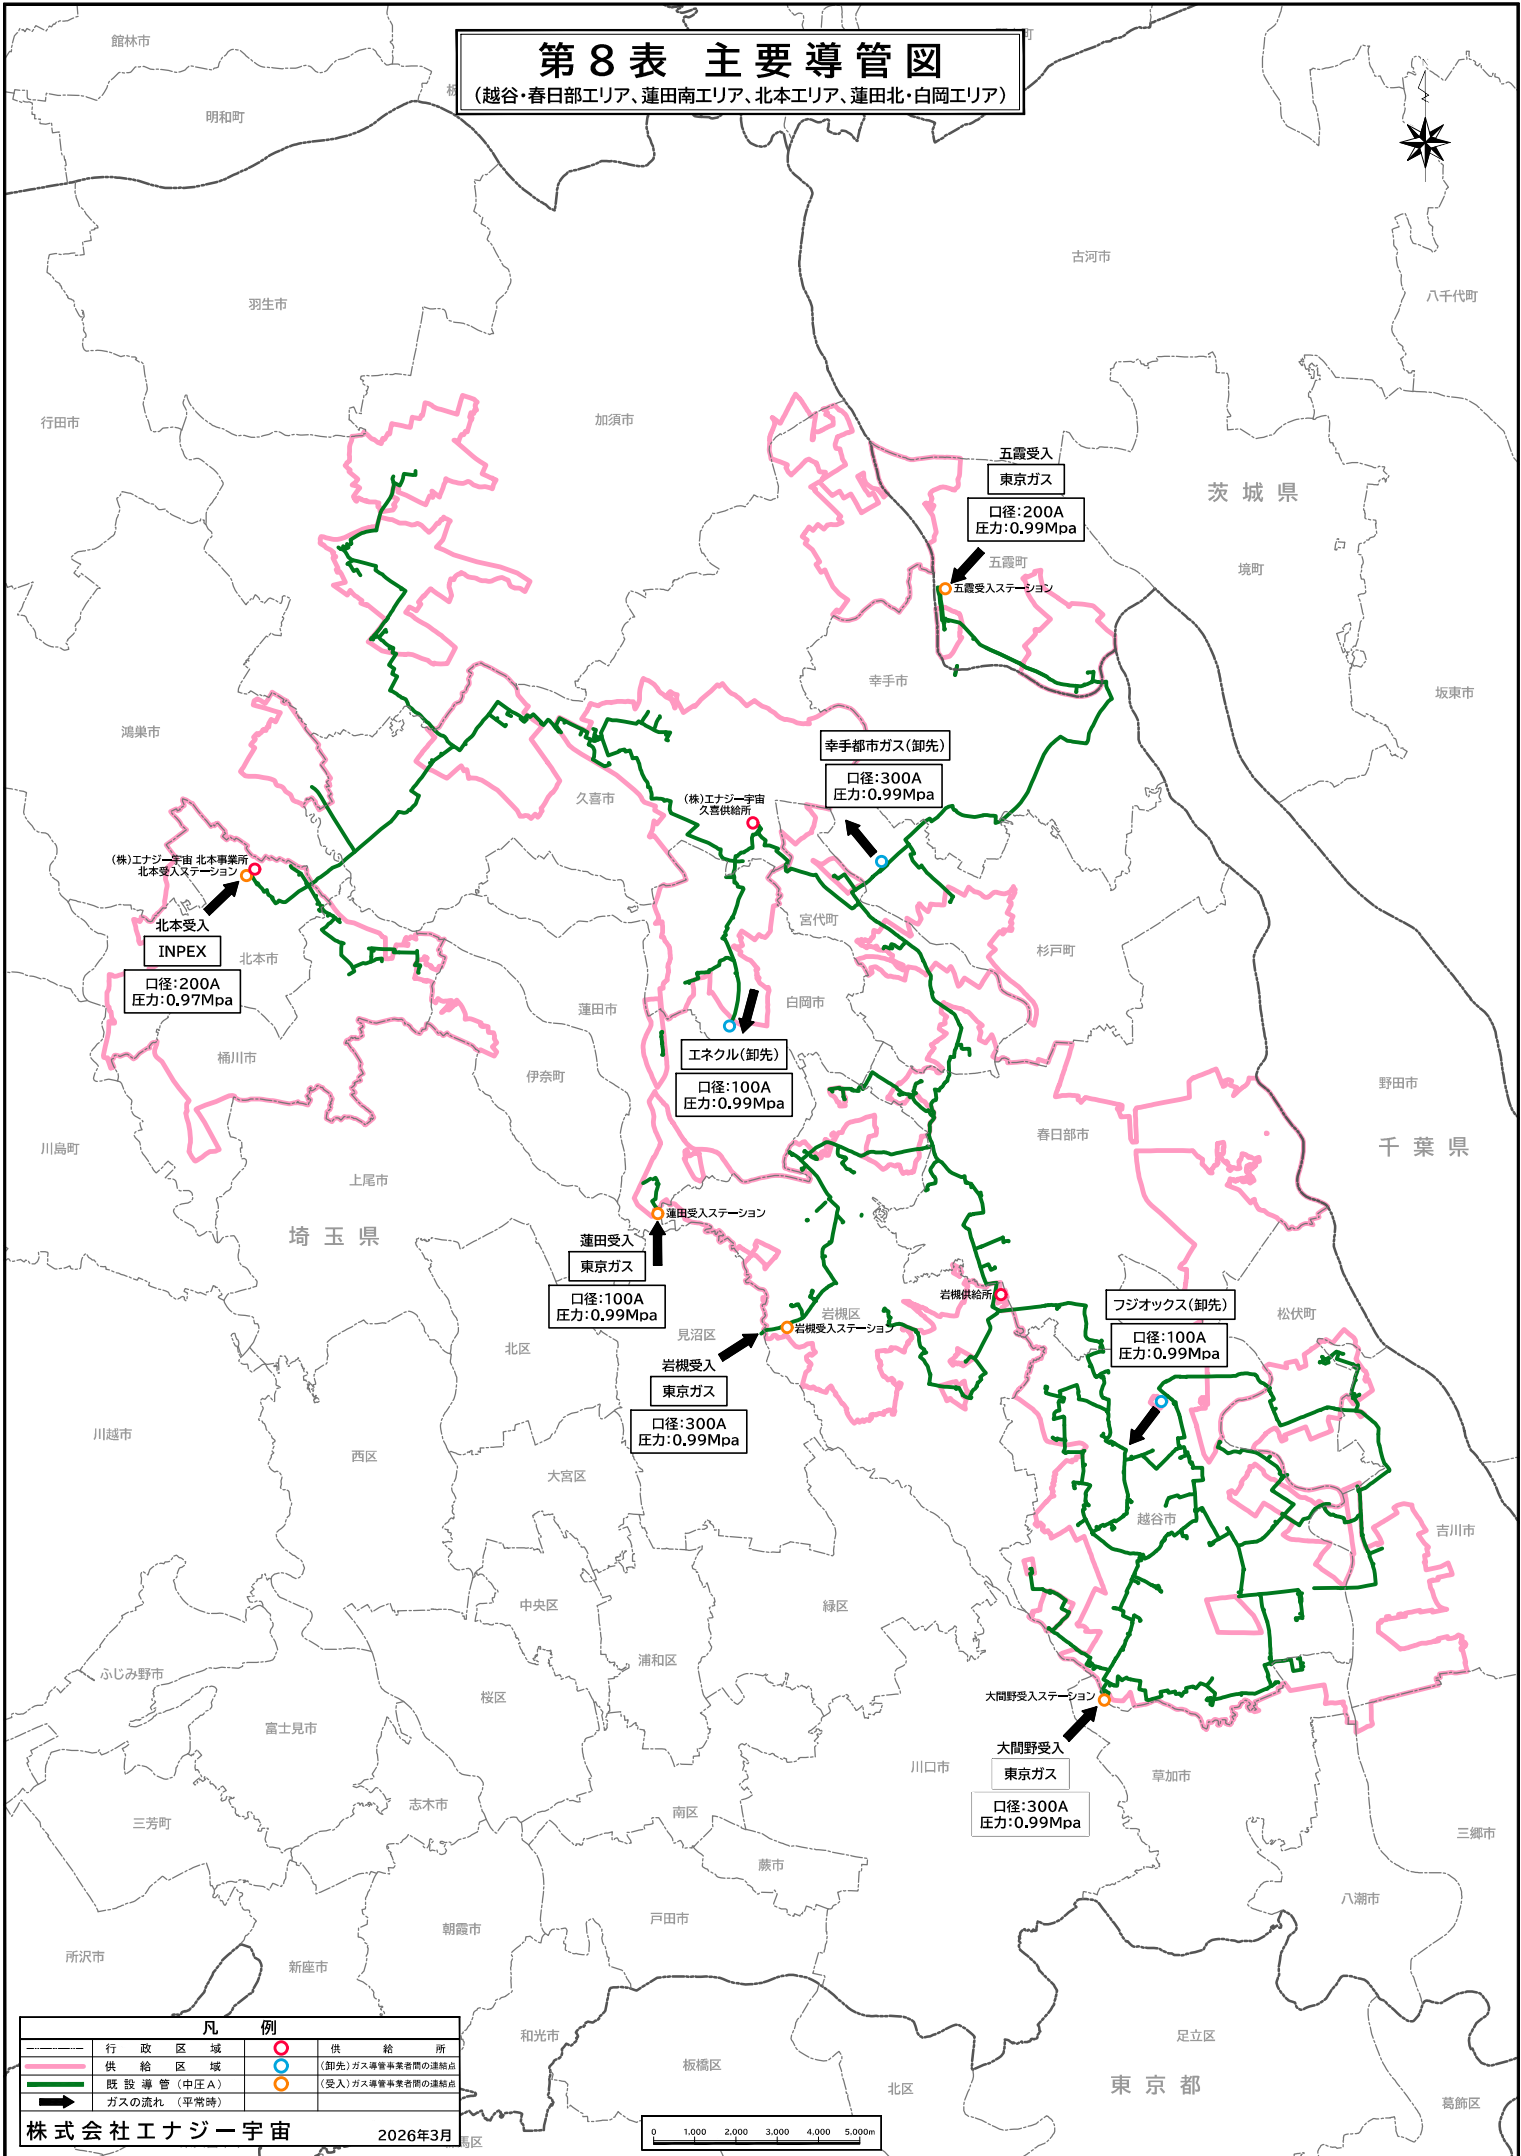 第8表 主要導管図
(越谷・春日部エリア、蓮田南エリア、北本エリア、蓮田北・白岡エリア)
館林市
明和町
羽生市
古河市
八千代町
行田市
加須市
五霞受入
東京ガス
口径:200A
圧力:0.99Mpa
茨城県
五霞町
境町
五霞受入ステーション
幸手市
坂東市
鴻巣市
幸手都市ガス(卸先)
口径:300A
圧力:0.99Mpa
久喜市
(株)エナジー宇宙
久喜供給所
(株)エナジー宇宙 北本事業所
北本受入ステーション
北本受入
INPEX
口径:200A
圧力:0.97Mpa
北本市
宮代町
杉戸町
蓮田市
白岡市
桶川市
伊奈町
エネクル(卸先)
口径:100A
圧力:0.99Mpa
野田市
春日部市
千葉県
川島町
上尾市
埼玉県
蓮田受入ステーション
蓮田受入
東京ガス
口径:100A
圧力:0.99Mpa
岩槻供給所
フジオックス(卸先)
口径:100A
圧力:0.99Mpa
松伏町
岩槻区
岩槻受入ステーション
見沼区
北区
岩槻受入
東京ガス
口径:300A
圧力:0.99Mpa
川越市
西区
大宮区
越谷市
吉川市
中央区
緑区
浦和区
ふじみ野市
桜区
富士見市
大間野受入ステーション
大間野受入
東京ガス
口径:300A
圧力:0.99Mpa
川口市
草加市
志木市
南区
三芳町
三郷市
蕨市
八潮市
戸田市
朝霞市
所沢市
新座市
和光市
足立区
板橋区
北区
東京都
葛飾区
凡例
行政区域
供給所
供給区域
(卸先)ガス導管事業者間の連結点
既設導管(中圧A)
(受入)ガス導管事業者間の連結点
ガスの流れ (平常時)
株式会社エナジー宇宙
2026年3月
馬区
0 1,000 2,000 3,000 4,000 5,000m